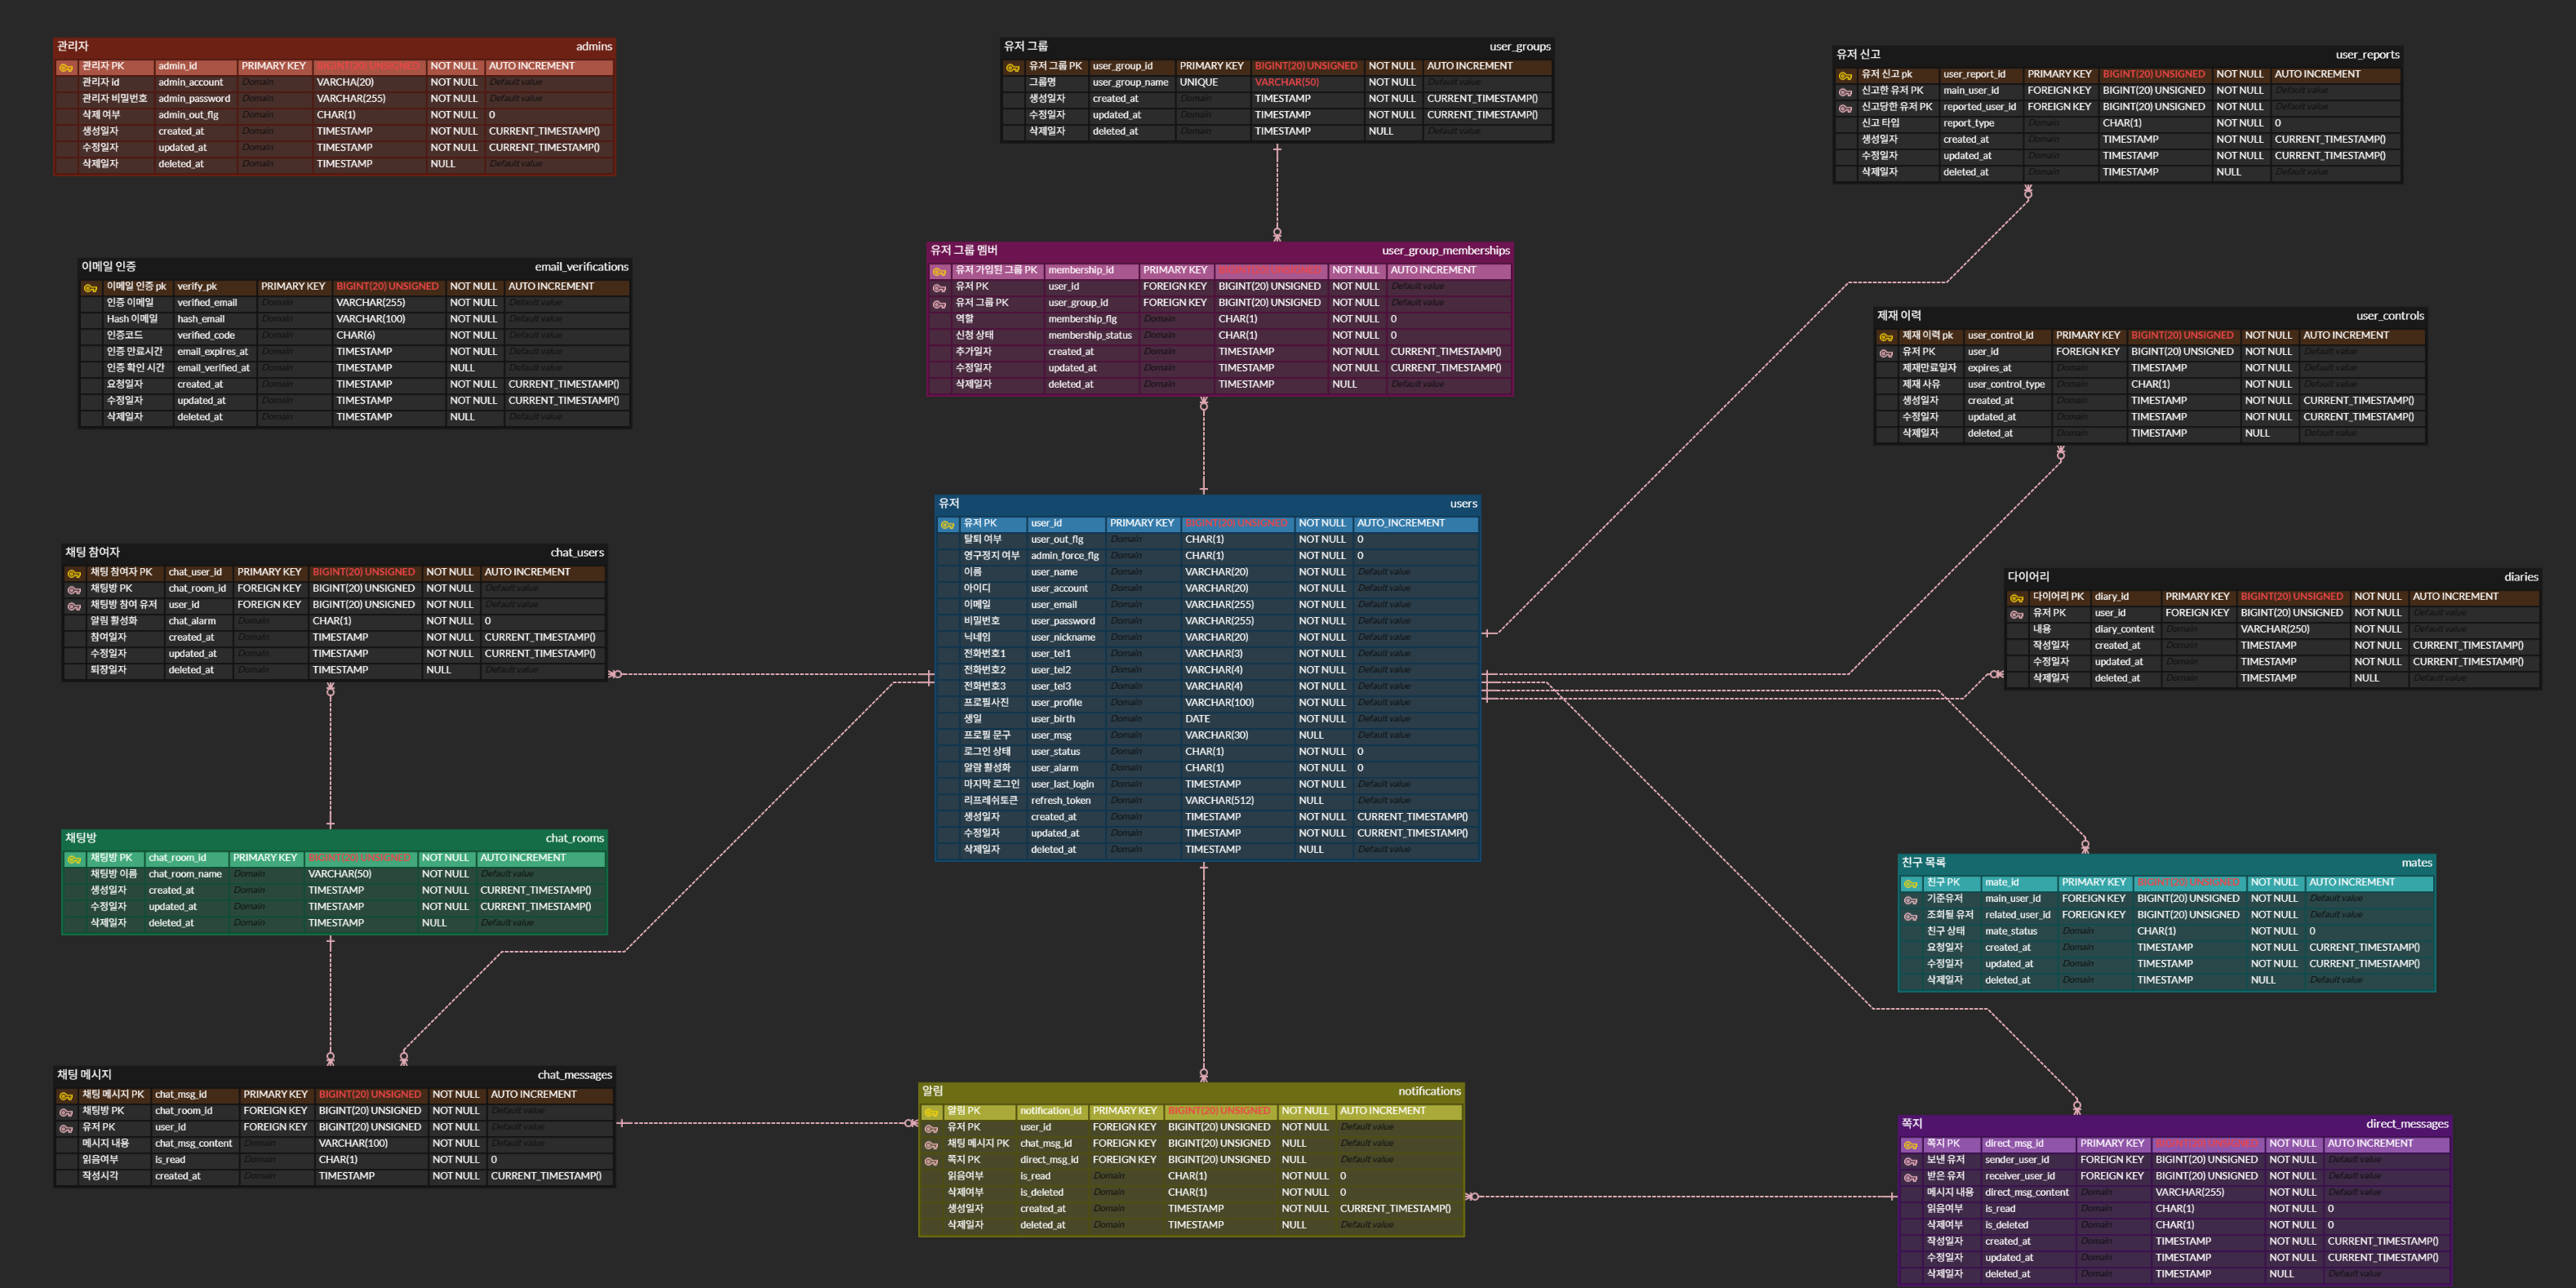 관리자 admins
관리자 PK admin_id PRIMARY KEY BIGINT(20) UNSIGNED NOT NULL AUTO INCREMENT
관리자 id admin_account Domain VARCHA(20) NOT NULL Default value
관리자 비밀번호 admin_password Domain VARCHAR(255) NOT NULL Default value
삭제 여부 admin_out_flg Domain CHAR(1) NOT NULL 0
생성일자 created_at Domain TIMESTAMP NOT NULL CURRENT_TIMESTAMP()
수정일자 updated_at Domain TIMESTAMP NOT NULL CURRENT_TIMESTAMP()
삭제일자 deleted_at Domain TIMESTAMP NULL Default value
유저 그룹 user_groups
유저 그룹 PK user_group_id PRIMARY KEY BIGINT(20) UNSIGNED NOT NULL AUTO INCREMENT
그룹명 user_group_name UNIQUE VARCHAR(50) NOT NULL Default value
생성일자 created_at Domain TIMESTAMP NOT NULL CURRENT_TIMESTAMP()
수정일자 updated_at Domain TIMESTAMP NOT NULL CURRENT_TIMESTAMP()
삭제일자 deleted_at Domain TIMESTAMP NULL Default value
유저 신고 user_reports
유저 신고 pk user_report_id PRIMARY KEY BIGINT(20) UNSIGNED NOT NULL AUTO INCREMENT
신고한 유저 PK main_user_id FOREIGN KEY BIGINT(20) UNSIGNED NOT NULL Default value
신고당한 유저 PK reported_user_id FOREIGN KEY BIGINT(20) UNSIGNED NOT NULL Default value
신고 타입 report_type Domain CHAR(1) NOT NULL 0
생성일자 created_at Domain TIMESTAMP NOT NULL CURRENT_TIMESTAMP()
수정일자 updated_at Domain TIMESTAMP NOT NULL CURRENT_TIMESTAMP()
삭제일자 deleted_at Domain TIMESTAMP NULL Default value
이메일 인증 email_verifications
이메일 인증 pk verify_pk PRIMARY KEY BIGINT(20) UNSIGNED NOT NULL AUTO INCREMENT
인증 이메일 verified_email Domain VARCHAR(255) NOT NULL Default value
Hash 이메일 hash_email Domain VARCHAR(100) NOT NULL Default value
인증코드 verified_code Domain CHAR(6) NOT NULL Default value
인증 만료시간 email_expires_at Domain TIMESTAMP NOT NULL Default value
인증 확인 시간 email_verified_at Domain TIMESTAMP NULL Default value
요청일자 created_at Domain TIMESTAMP NOT NULL CURRENT_TIMESTAMP()
수정일자 updated_at Domain TIMESTAMP NOT NULL CURRENT_TIMESTAMP()
삭제일자 deleted_at Domain TIMESTAMP NULL Default value
유저 그룹 멤버 user_group_memberships
유저 가입된 그룹 PK membership_id PRIMARY KEY BIGINT(20) UNSIGNED NOT NULL AUTO INCREMENT
유저 PK user_id FOREIGN KEY BIGINT(20) UNSIGNED NOT NULL Default value
유저 그룹 PK user_group_id FOREIGN KEY BIGINT(20) UNSIGNED NOT NULL Default value
역할 membership_flg Domain CHAR(1) NOT NULL 0
신청 상태 membership_status Domain CHAR(1) NOT NULL 0
추가일자 created_at Domain TIMESTAMP NOT NULL CURRENT_TIMESTAMP()
수정일자 updated_at Domain TIMESTAMP NOT NULL CURRENT_TIMESTAMP()
삭제일자 deleted_at Domain TIMESTAMP NULL Default value
제재 이력 user_controls
제재 이력 pk user_control_id PRIMARY KEY BIGINT(20) UNSIGNED NOT NULL AUTO INCREMENT
유저 PK user_id FOREIGN KEY BIGINT(20) UNSIGNED NOT NULL Default value
제재만료일자 expires_at Domain TIMESTAMP NOT NULL Default value
제재 사유 user_control_type Domain CHAR(1) NOT NULL Default value
생성일자 created_at Domain TIMESTAMP NOT NULL CURRENT_TIMESTAMP()
수정일자 updated_at Domain TIMESTAMP NOT NULL CURRENT_TIMESTAMP()
삭제일자 deleted_at Domain TIMESTAMP NULL Default value
유저 users
유저 PK user_id PRIMARY KEY BIGINT(20) UNSIGNED NOT NULL AUTO_INCREMENT
탈퇴 여부 user_out_flg Domain CHAR(1) NOT NULL 0
영구정지 여부 admin_force_flg Domain CHAR(1) NOT NULL 0
이름 user_name Domain VARCHAR(20) NOT NULL Default value
아이디 user_account Domain VARCHAR(20) NOT NULL Default value
이메일 user_email Domain VARCHAR(255) NOT NULL Default value
비밀번호 user_password Domain VARCHAR(255) NOT NULL Default value
닉네임 user_nickname Domain VARCHAR(20) NOT NULL Default value
전화번호1 user_tel1 Domain VARCHAR(3) NOT NULL Default value
전화번호2 user_tel2 Domain VARCHAR(4) NOT NULL Default value
전화번호3 user_tel3 Domain VARCHAR(4) NOT NULL Default value
프로필사진 user_profile Domain VARCHAR(100) NOT NULL Default value
생일 user_birth Domain DATE NOT NULL Default value
프로필 문구 user_msg Domain VARCHAR(30) NULL Default value
로그인 상태 user_status Domain CHAR(1) NOT NULL 0
알람 활성화 user_alarm Domain CHAR(1) NOT NULL 0
마지막 로그인 user_last_login Domain TIMESTAMP NOT NULL Default value
리프레쉬토큰 refresh_token Domain VARCHAR(512) NULL Default value
생성일자 created_at Domain TIMESTAMP NOT NULL CURRENT_TIMESTAMP()
수정일자 updated_at Domain TIMESTAMP NOT NULL CURRENT_TIMESTAMP()
삭제일자 deleted_at Domain TIMESTAMP NULL Default value
채팅 참여자 chat_users
채팅 참여자 PK chat_user_id PRIMARY KEY BIGINT(20) UNSIGNED NOT NULL AUTO INCREMENT
채팅방 PK chat_room_id FOREIGN KEY BIGINT(20) UNSIGNED NOT NULL Default value
채팅방 참여 유저 user_id FOREIGN KEY BIGINT(20) UNSIGNED NOT NULL Default value
알림 활성화 chat_alarm Domain CHAR(1) NOT NULL 0
참여일자 created_at Domain TIMESTAMP NOT NULL CURRENT_TIMESTAMP()
수정일자 updated_at Domain TIMESTAMP NOT NULL CURRENT_TIMESTAMP()
퇴장일자 deleted_at Domain TIMESTAMP NULL Default value
다이어리 diaries
다이어리 PK diary_id PRIMARY KEY BIGINT(20) UNSIGNED NOT NULL AUTO INCREMENT
유저 PK user_id FOREIGN KEY BIGINT(20) UNSIGNED NOT NULL Default value
내용 diary_content Domain VARCHAR(250) NOT NULL Default value
작성일자 created_at Domain TIMESTAMP NOT NULL CURRENT_TIMESTAMP()
수정일자 updated_at Domain TIMESTAMP NOT NULL CURRENT_TIMESTAMP()
삭제일자 deleted_at Domain TIMESTAMP NULL Default value
채팅방 chat_rooms
채팅방 PK chat_room_id PRIMARY KEY BIGINT(20) UNSIGNED NOT NULL AUTO INCREMENT
채팅방 이름 chat_room_name Domain VARCHAR(50) NOT NULL Default value
생성일자 created_at Domain TIMESTAMP NOT NULL CURRENT_TIMESTAMP()
수정일자 updated_at Domain TIMESTAMP NOT NULL CURRENT_TIMESTAMP()
삭제일자 deleted_at Domain TIMESTAMP NULL Default value
친구 목록 mates
친구 PK mate_id PRIMARY KEY BIGINT(20) UNSIGNED NOT NULL AUTO INCREMENT
기준유저 main_user_id FOREIGN KEY BIGINT(20) UNSIGNED NOT NULL Default value
조회될 유저 related_user_id FOREIGN KEY BIGINT(20) UNSIGNED NOT NULL Default value
친구 상태 mate_status Domain CHAR(1) NOT NULL 0
요청일자 created_at Domain TIMESTAMP NOT NULL CURRENT_TIMESTAMP()
수정일자 updated_at Domain TIMESTAMP NOT NULL CURRENT_TIMESTAMP()
삭제일자 deleted_at Domain TIMESTAMP NULL Default value
채팅 메시지 chat_messages
채팅 메시지 PK chat_msg_id PRIMARY KEY BIGINT(20) UNSIGNED NOT NULL AUTO INCREMENT
채팅방 PK chat_room_id FOREIGN KEY BIGINT(20) UNSIGNED NOT NULL Default value
유저 PK user_id FOREIGN KEY BIGINT(20) UNSIGNED NOT NULL Default value
메시지 내용 chat_msg_content Domain VARCHAR(100) NOT NULL Default value
읽음여부 is_read Domain CHAR(1) NOT NULL 0
작성시각 created_at Domain TIMESTAMP NOT NULL CURRENT_TIMESTAMP()
알림 notifications
알림 PK notification_id PRIMARY KEY BIGINT(20) UNSIGNED NOT NULL AUTO INCREMENT
유저 PK user_id FOREIGN KEY BIGINT(20) UNSIGNED NOT NULL Default value
채팅 메시지 PK chat_msg_id FOREIGN KEY BIGINT(20) UNSIGNED NULL Default value
쪽지 PK direct_msg_id FOREIGN KEY BIGINT(20) UNSIGNED NULL Default value
읽음여부 is_read Domain CHAR(1) NOT NULL 0
삭제여부 is_deleted Domain CHAR(1) NOT NULL 0
생성일자 created_at Domain TIMESTAMP NOT NULL CURRENT_TIMESTAMP()
삭제일자 deleted_at Domain TIMESTAMP NULL Default value
쪽지 direct_messages
쪽지 PK direct_msg_id PRIMARY KEY BIGINT(20) UNSIGNED NOT NULL AUTO INCREMENT
보낸 유저 sender_user_id FOREIGN KEY BIGINT(20) UNSIGNED NOT NULL Default value
받은 유저 receiver_user_id FOREIGN KEY BIGINT(20) UNSIGNED NOT NULL Default value
메시지 내용 direct_msg_content Domain VARCHAR(255) NOT NULL Default value
읽음여부 is_read Domain CHAR(1) NOT NULL 0
삭제여부 is_deleted Domain CHAR(1) NOT NULL 0
작성일자 created_at Domain TIMESTAMP NOT NULL CURRENT_TIMESTAMP()
수정일자 updated_at Domain TIMESTAMP NOT NULL CURRENT_TIMESTAMP()
삭제일자 deleted_at Domain TIMESTAMP NULL Default value